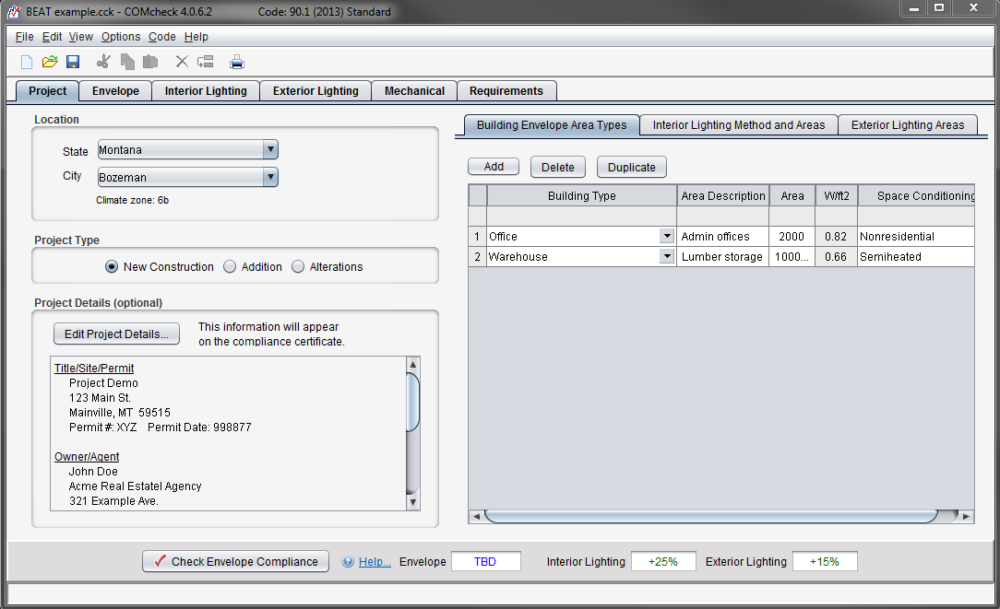 BEAT example.cck - COMcheck 4.0.6.2 Code: 90.1 (2013) Standard
File Edit View Options Code Help
Project Envelope Interior Lighting Exterior Lighting Mechanical Requirements
Location
State Montana
City Bozeman
Climate zone: 6b
Project Type
New Construction Addition Alterations
Project Details (optional)
Edit Project Details... This information will appear
on the compliance certificate.
Title/Site/Permit
Project Demo
123 Main St.
Mainville, MT 59515
Permit #: XYZ Permit Date: 998877
Owner/Agent
John Doe
Acme Real Estatel Agency
321 Example Ave.
Building Envelope Area Types Interior Lighting Method and Areas Exterior Lighting Areas
Add Delete Duplicate
Building Type Area Description Area W/ft2 Space Conditioning
1 Office Admin offices 2000 0.82 Nonresidential
2 Warehouse Lumber storage 1000... 0.66 Semiheated
Check Envelope Compliance Help... Envelope TBD Interior Lighting +25% Exterior Lighting +15%